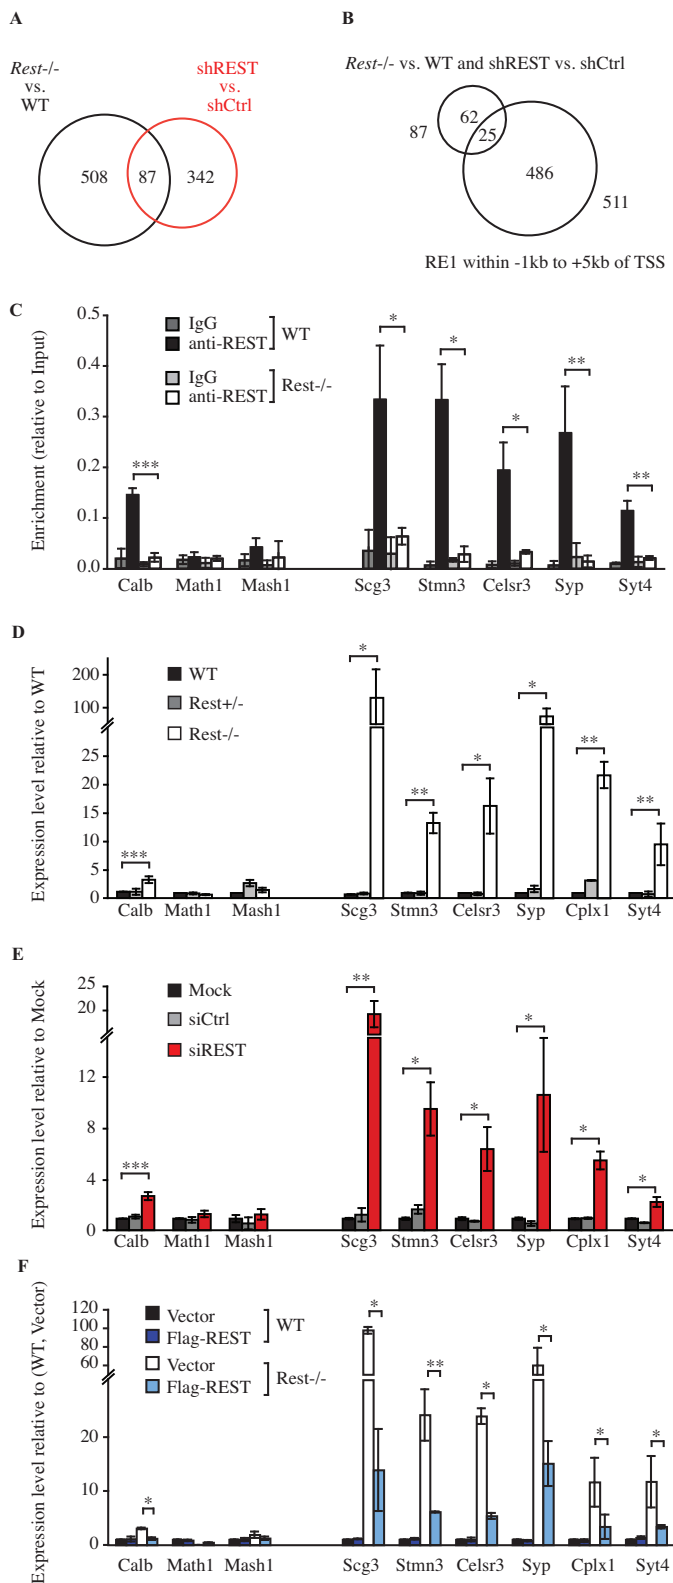 A
Rest-/-
vs.
WT
shREST
vs.
shCtrl
508
87
342
B
Rest-/- vs. WT and shREST vs. shCtrl
62
25
87
486
511
RE1 within -1kb to +5kb of TSS
C
Enrichment (relative to Input)
0.5
0.4
0.3
0.2
0.1
0.0
IgG
anti-REST
WT
IgG
anti-REST
Rest-/-
***
*
*
*
**
**
Calb Math1 Mash1 Scg3 Stmn3 Celsr3 Syp Syt4
D
Expression level relative to WT
200
100
25
20
15
10
5
0
WT
Rest+/-
Rest-/-
***
*
**
*
*
**
**
Calb Math1 Mash1 Scg3 Stmn3 Celsr3 Syp Cplx1 Syt4
E
Expression level relative to Mock
25
20
12
8
4
0
Mock
siCtrl
siREST
***
**
*
*
*
*
*
Calb Math1 Mash1 Scg3 Stmn3 Celsr3 Syp Cplx1 Syt4
F
Expression level relative to (WT, Vector)
120
100
80
60
20
10
0
Vector
Flag-REST
WT
Vector
Flag-REST
Rest-/-
*
*
**
*
*
*
*
Calb Math1 Mash1 Scg3 Stmn3 Celsr3 Syp Cplx1 Syt4